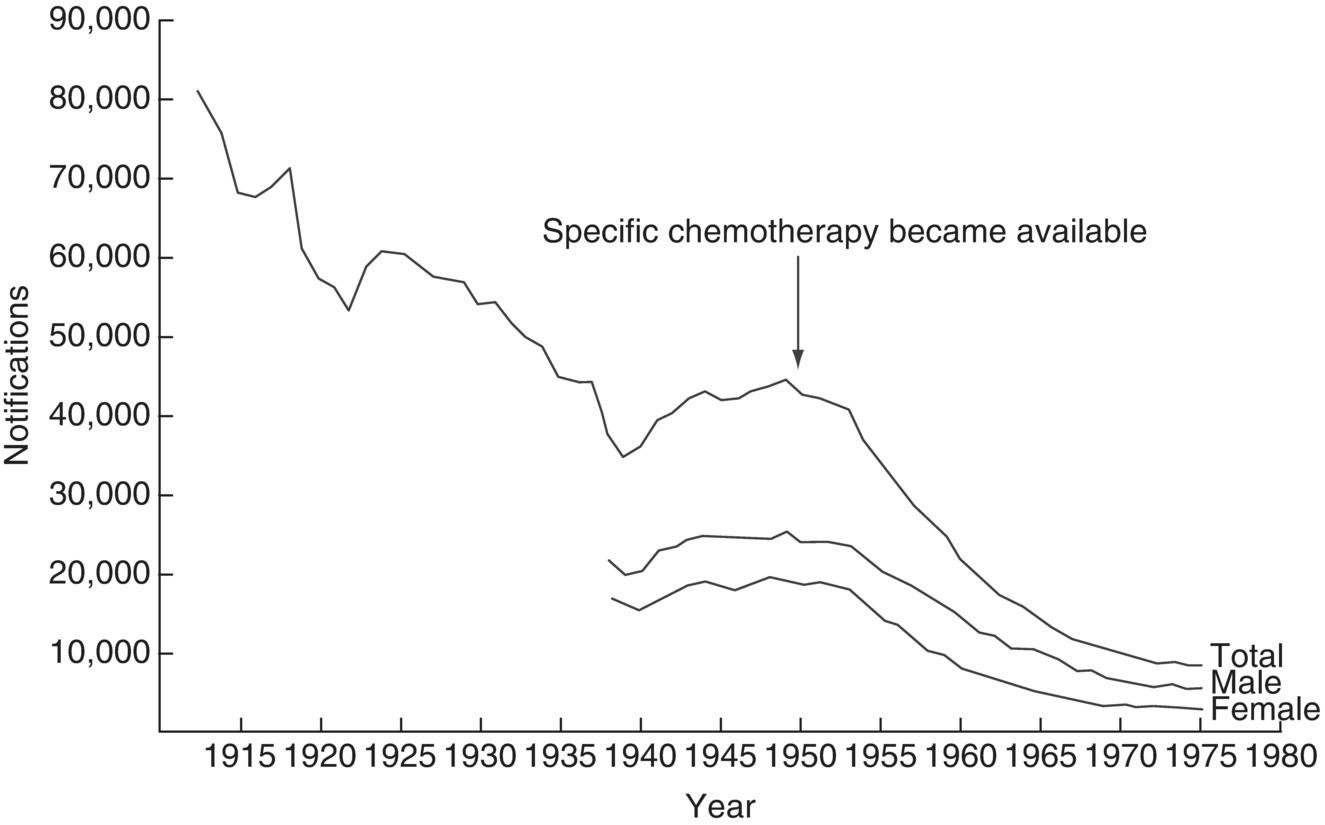 90,000
80,000
70,000
60,000
50,000
40,000
30,000
20,000
10,000
Notifications
Specific chemotherapy became available
Total
Male
Female
1915 1920 1925 1930 1935 1940 1945 1950 1955 1960 1965 1970 1975 1980
Year